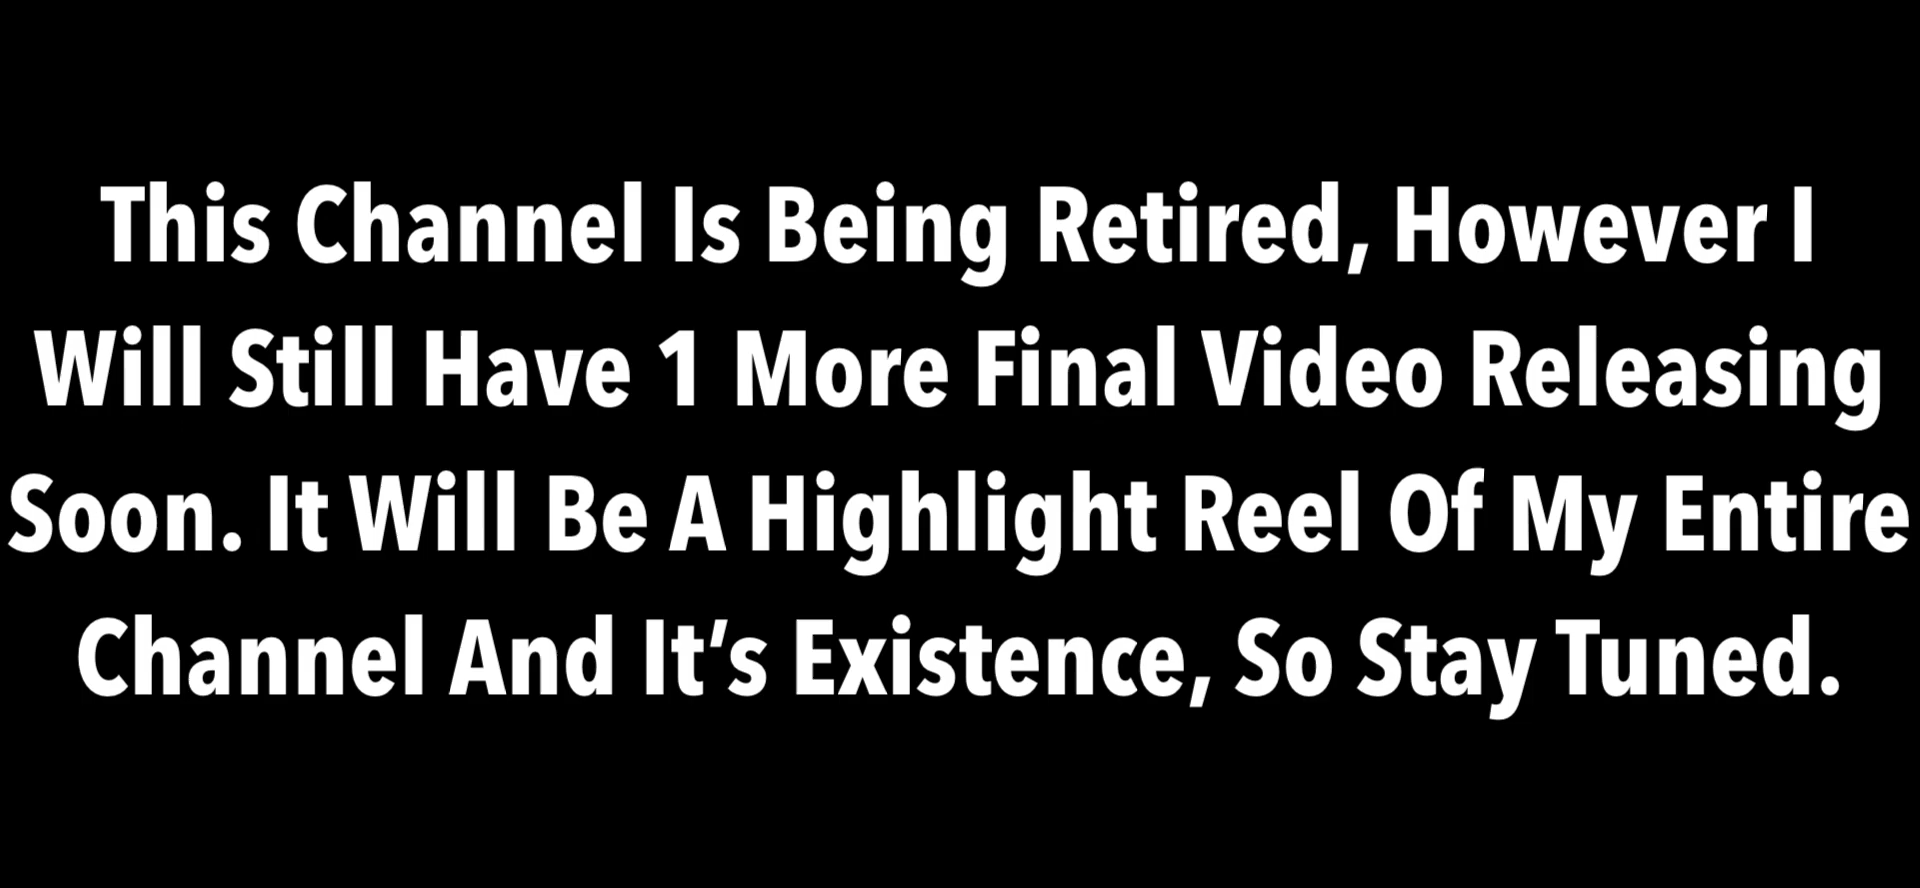 This Channel Is Being Retired, However I
Will Still Have 1 More Final Video Releasing
Soon. It Will Be A Highlight Reel Of My Entire
Channel And It’s Existence, So Stay Tuned.